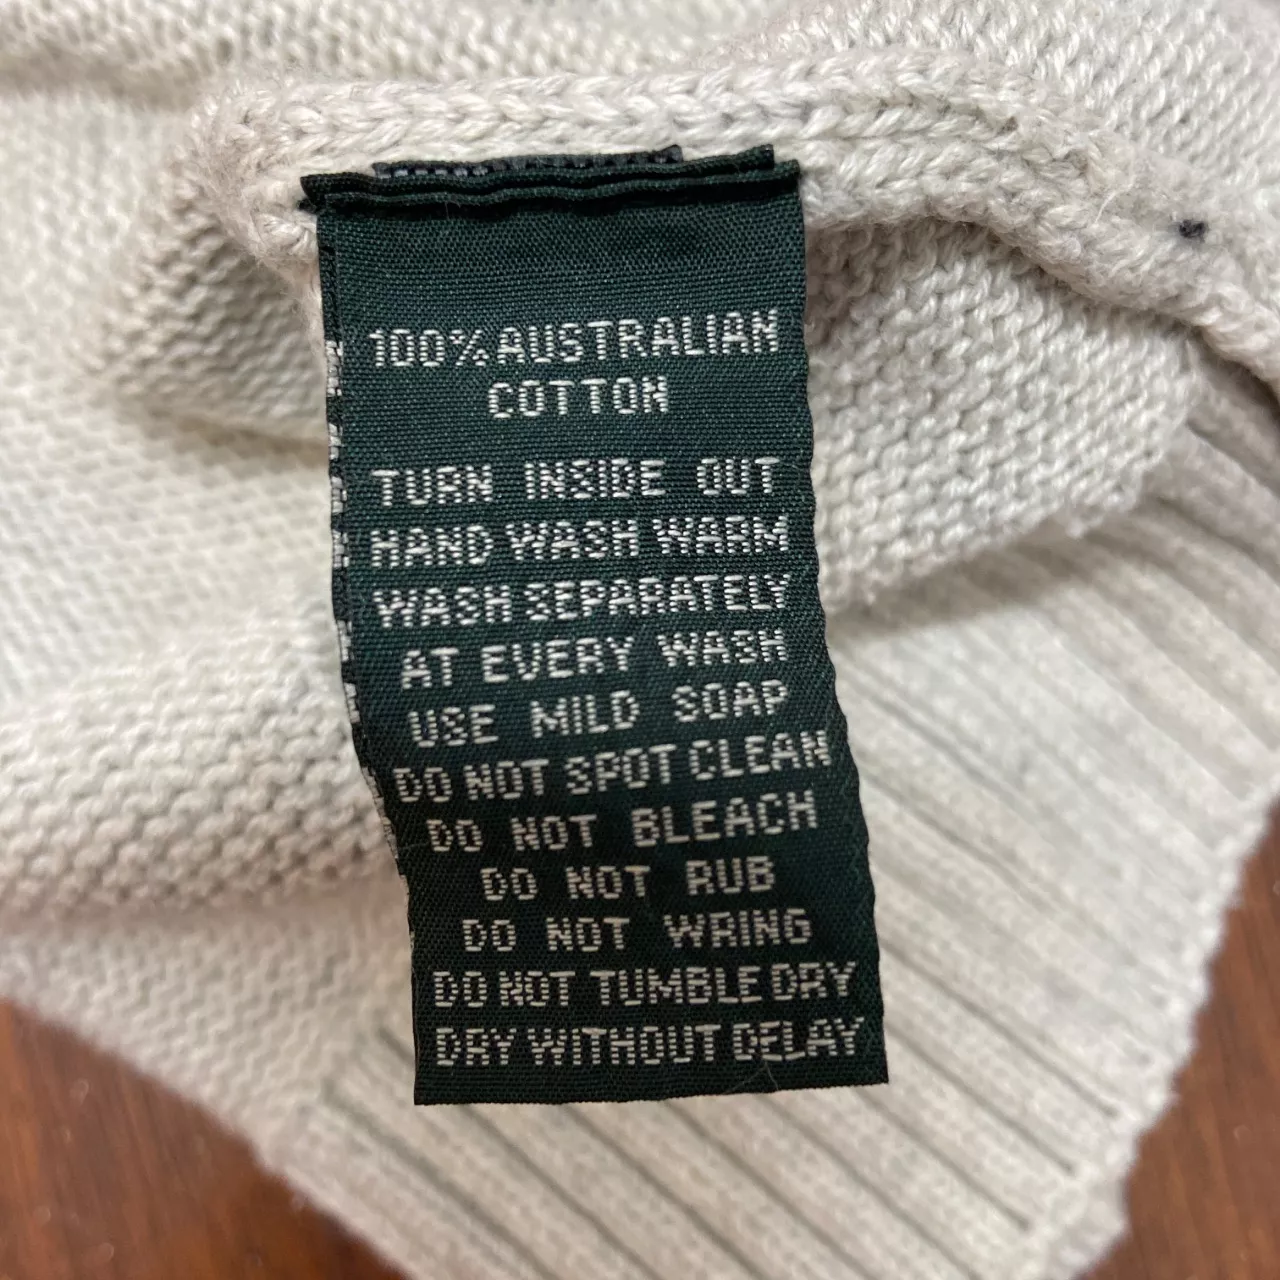 100% AUSTRALIAN
COTTON
TURN INSIDE OUT
HAND WASH WARM
WASH SEPARATELY
AT EVERY WASH
USE MILD SOAP
DO NOT SPOT CLEAN
DO NOT BLEACH
DO NOT RUB
DO NOT WRING
DO NOT TUMBLE DRY
DRY WITHOUT DELAY